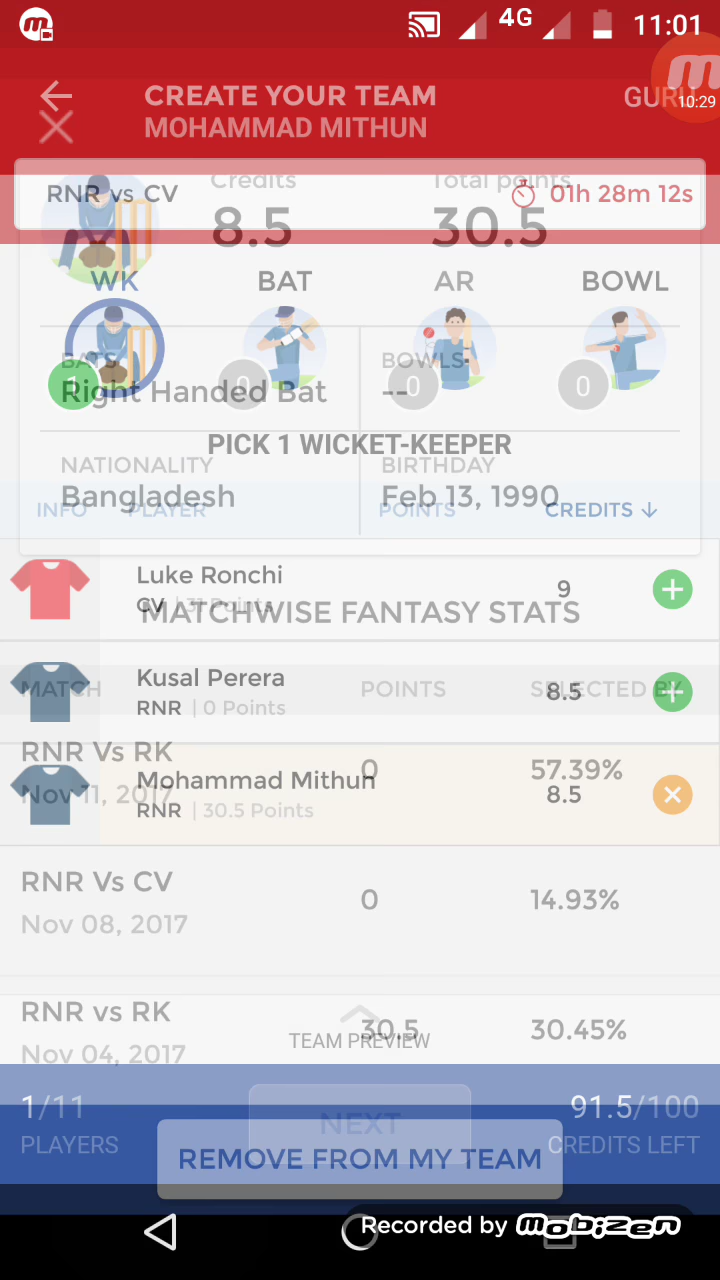 4G 11:01
CREATE YOUR TEAM GURU
10:29
MOHAMMAD MITHUN
Credits Total points
RNR vs CV 01h 28m 12s
8.5 30.5
WK BAT AR BOWL
BATS BOWLS
1 0 0 0
Right Handed Bat --
PICK 1 WICKET-KEEPER
NATIONALITY BIRTHDAY
Bangladesh Feb 13, 1990
INFO PLAYER POINTS CREDITS ↓
Luke Ronchi 9
CV | 31 Points
MATCHWISE FANTASY STATS
Kusal Perera 8.5
MATCH POINTS SELECTED BY
RNR | 0 Points
RNR Vs RK 0 57.39%
Mohammad Mithun 8.5
Nov 11, 2017
RNR | 30.5 Points
RNR Vs CV 0 14.93%
Nov 08, 2017
RNR vs RK 30.5 30.45%
TEAM PREVIEW
Nov 04, 2017
1/11 91.5/100
NEXT
PLAYERS CREDITS LEFT
REMOVE FROM MY TEAM
Recorded by mobizen